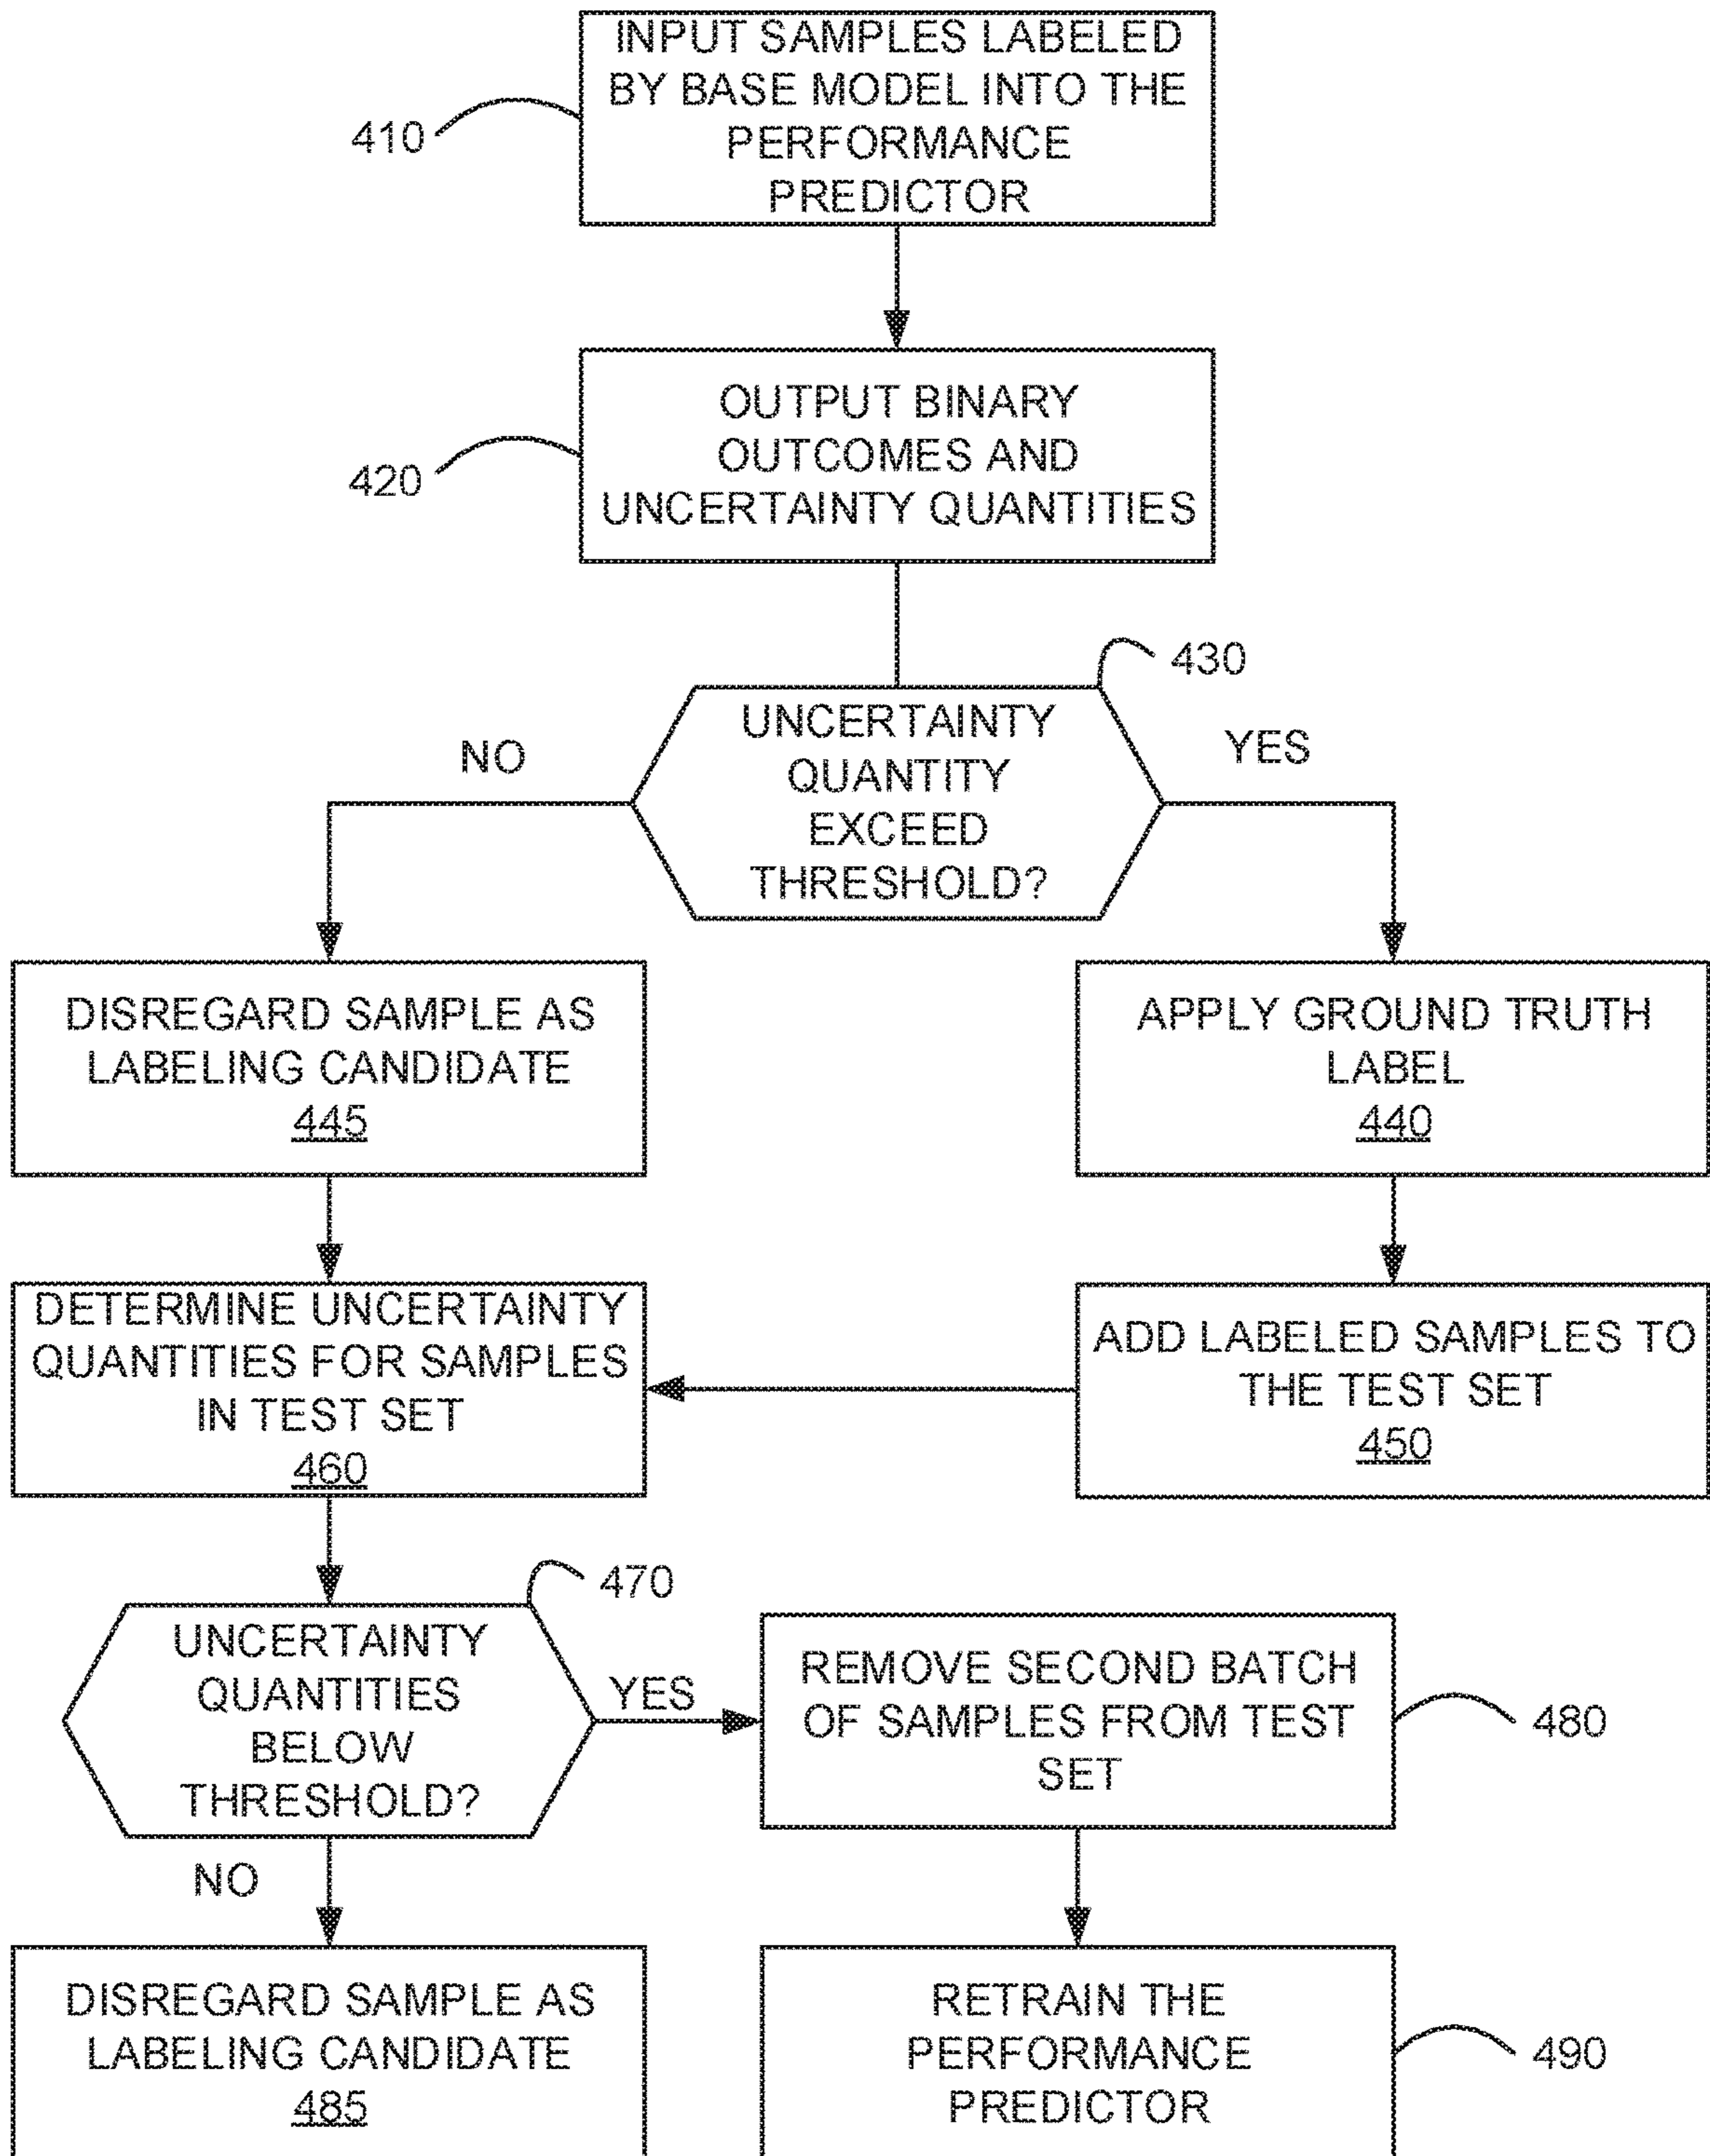 INPUT SAMPLES LABELED
BY BASE MODEL INTO THE
PERFORMANCE
PREDICTOR
410
OUTPUT BINARY
OUTCOMES AND
UNCERTAINTY QUANTITIES
420
430
UNCERTAINTY
QUANTITY
EXCEED
THRESHOLD?
NO
YES
DISREGARD SAMPLE AS
LABELING CANDIDATE
445
APPLY GROUND TRUTH
LABEL
440
DETERMINE UNCERTAINTY
QUANTITIES FOR SAMPLES
IN TEST SET
460
ADD LABELED SAMPLES TO
THE TEST SET
450
470
UNCERTAINTY
QUANTITIES
BELOW
THRESHOLD?
YES
NO
REMOVE SECOND BATCH
OF SAMPLES FROM TEST
SET
480
DISREGARD SAMPLE AS
LABELING CANDIDATE
485
RETRAIN THE
PERFORMANCE
PREDICTOR
490